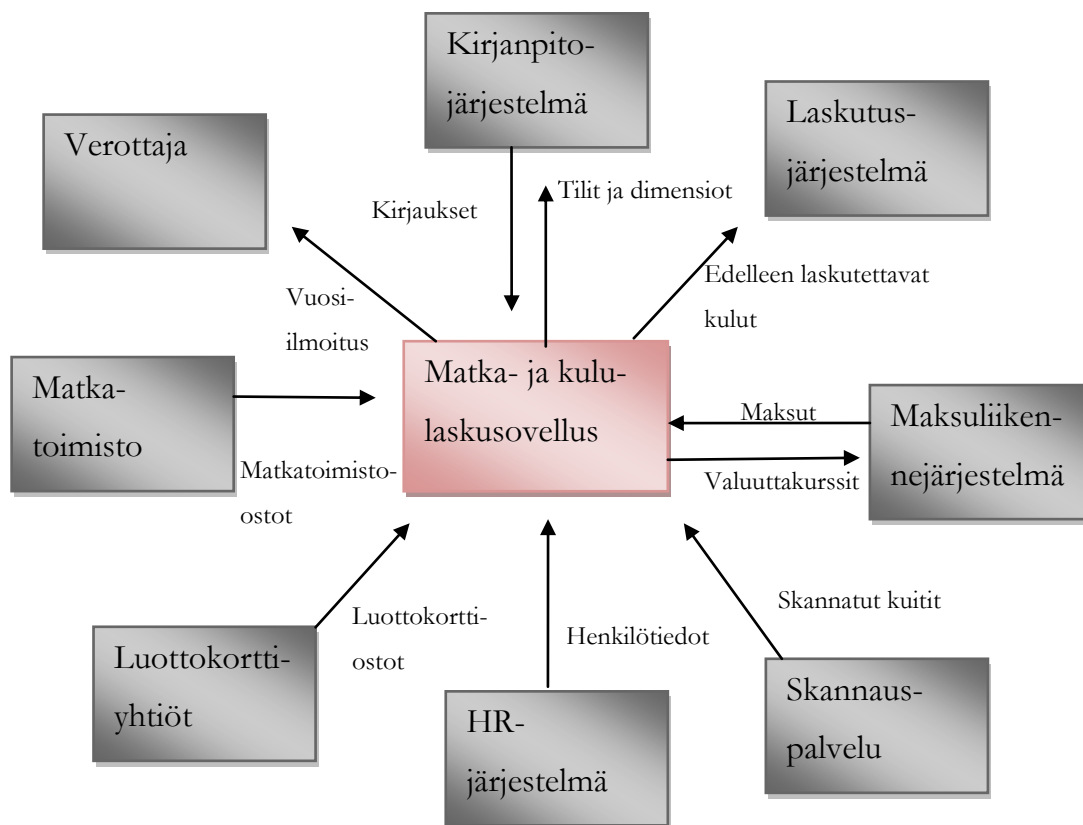 Kirjanpito-
järjestelmä
Laskutus-
järjestelmä
Verottaja
Tilit ja dimensiot
Kirjaukset
Edelleen laskutettavat
kulut
Vuosi-
ilmoitus
Matka- ja kulu-
laskusovellus
Matka-
toimisto
Maksut
Maksuliiken-
nejärjestelmä
Valuuttakurssit
Matkatoimisto-
ostot
Skannatut kuitit
Luottokortti-
ostot
Henkilötiedot
Luottokortti-
yhtiöt
HR-
järjestelmä
Skannaus-
palvelu